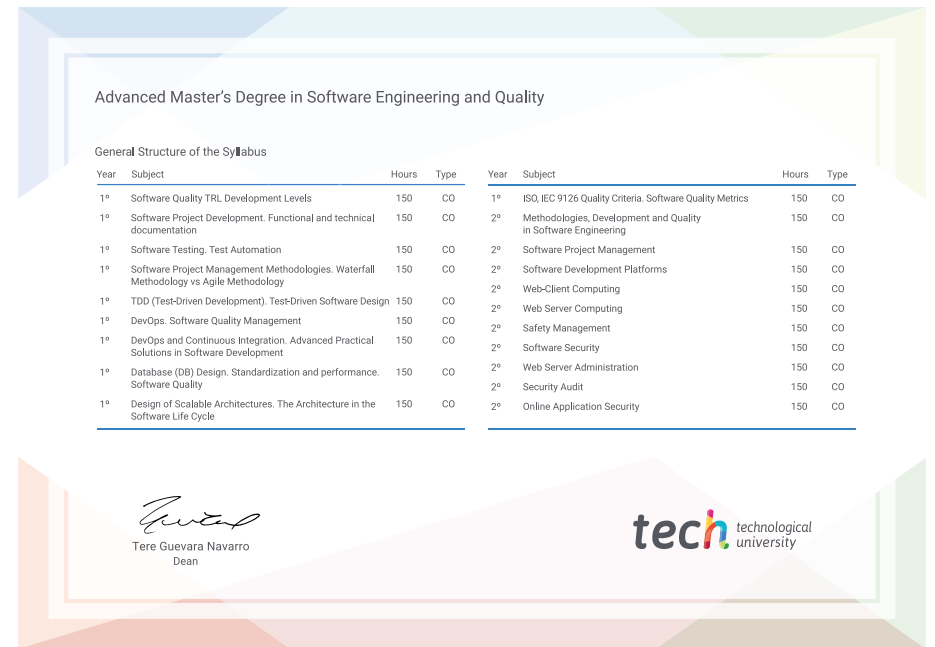 Advanced Master's Degree in Software Engineering and Quality
General Structure of the Syllabus
Year Subject Hours Type
1º Software Quality TRL Development Levels 150 CO
1º Software Project Development. Functional and technical 150 CO
documentation
1º Software Testing. Test Automation 150 CO
1º Software Project Management Methodologies. Waterfall 150 CO
Methodology vs Agile Methodology
1º TDD (Test-Driven Development). Test-Driven Software Design 150 CO
1º DevOps. Software Quality Management 150 CO
1º DevOps and Continuous Integration. Advanced Practical 150 CO
Solutions in Software Development
1º Database (DB) Design. Standardization and performance. 150 CO
Software Quality
1º Design of Scalable Architectures. The Architecture in the 150 CO
Software Life Cycle
Year Subject Hours Type
1º ISO, IEC 9126 Quality Criteria. Software Quality Metrics 150 CO
2º Methodologies, Development and Quality 150 CO
in Software Engineering
2º Software Project Management 150 CO
2º Software Development Platforms 150 CO
2º Web-Client Computing 150 CO
2º Web Server Computing 150 CO
2º Safety Management 150 CO
2º Software Security 150 CO
2º Web Server Administration 150 CO
2º Security Audit 150 CO
2º Online Application Security 150 CO
Tere Guevara Navarro
Dean
tech technological
university